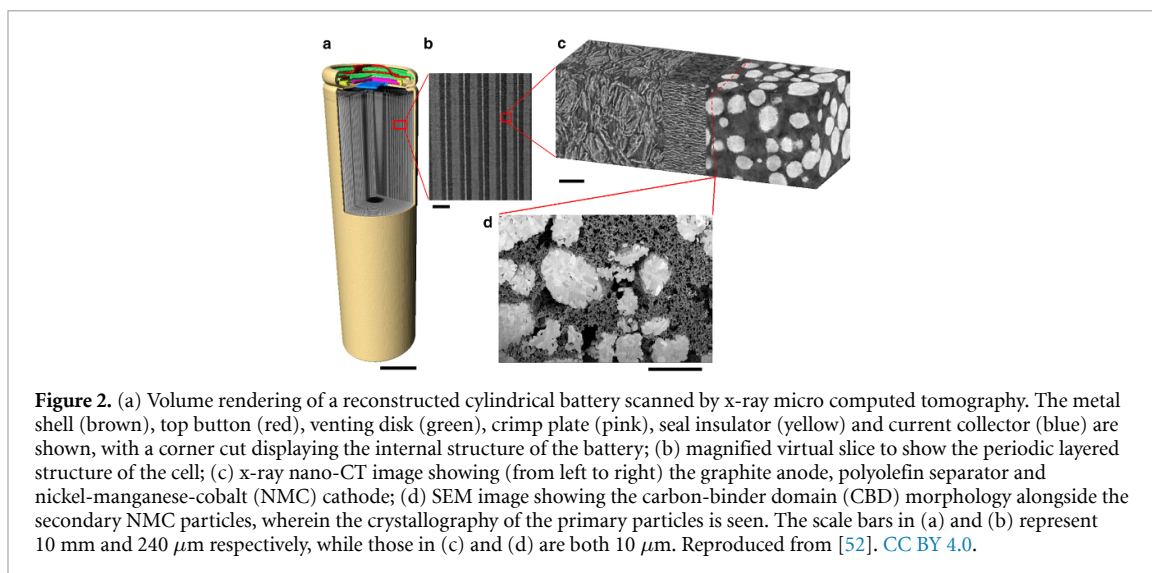 a
b
c
d
Figure 2. (a) Volume rendering of a reconstructed cylindrical battery scanned by x-ray micro computed tomography. The metal
shell (brown), top button (red), venting disk (green), crimp plate (pink), seal insulator (yellow) and current collector (blue) are
shown, with a corner cut displaying the internal structure of the battery; (b) magnified virtual slice to show the periodic layered
structure of the cell; (c) x-ray nano-CT image showing (from left to right) the graphite anode, polyolefin separator and
nickel-manganese-cobalt (NMC) cathode; (d) SEM image showing the carbon-binder domain (CBD) morphology alongside the
secondary NMC particles, wherein the crystallography of the primary particles is seen. The scale bars in (a) and (b) represent
10 mm and 240 μm respectively, while those in (c) and (d) are both 10 μm. Reproduced from [52]. CC BY 4.0.